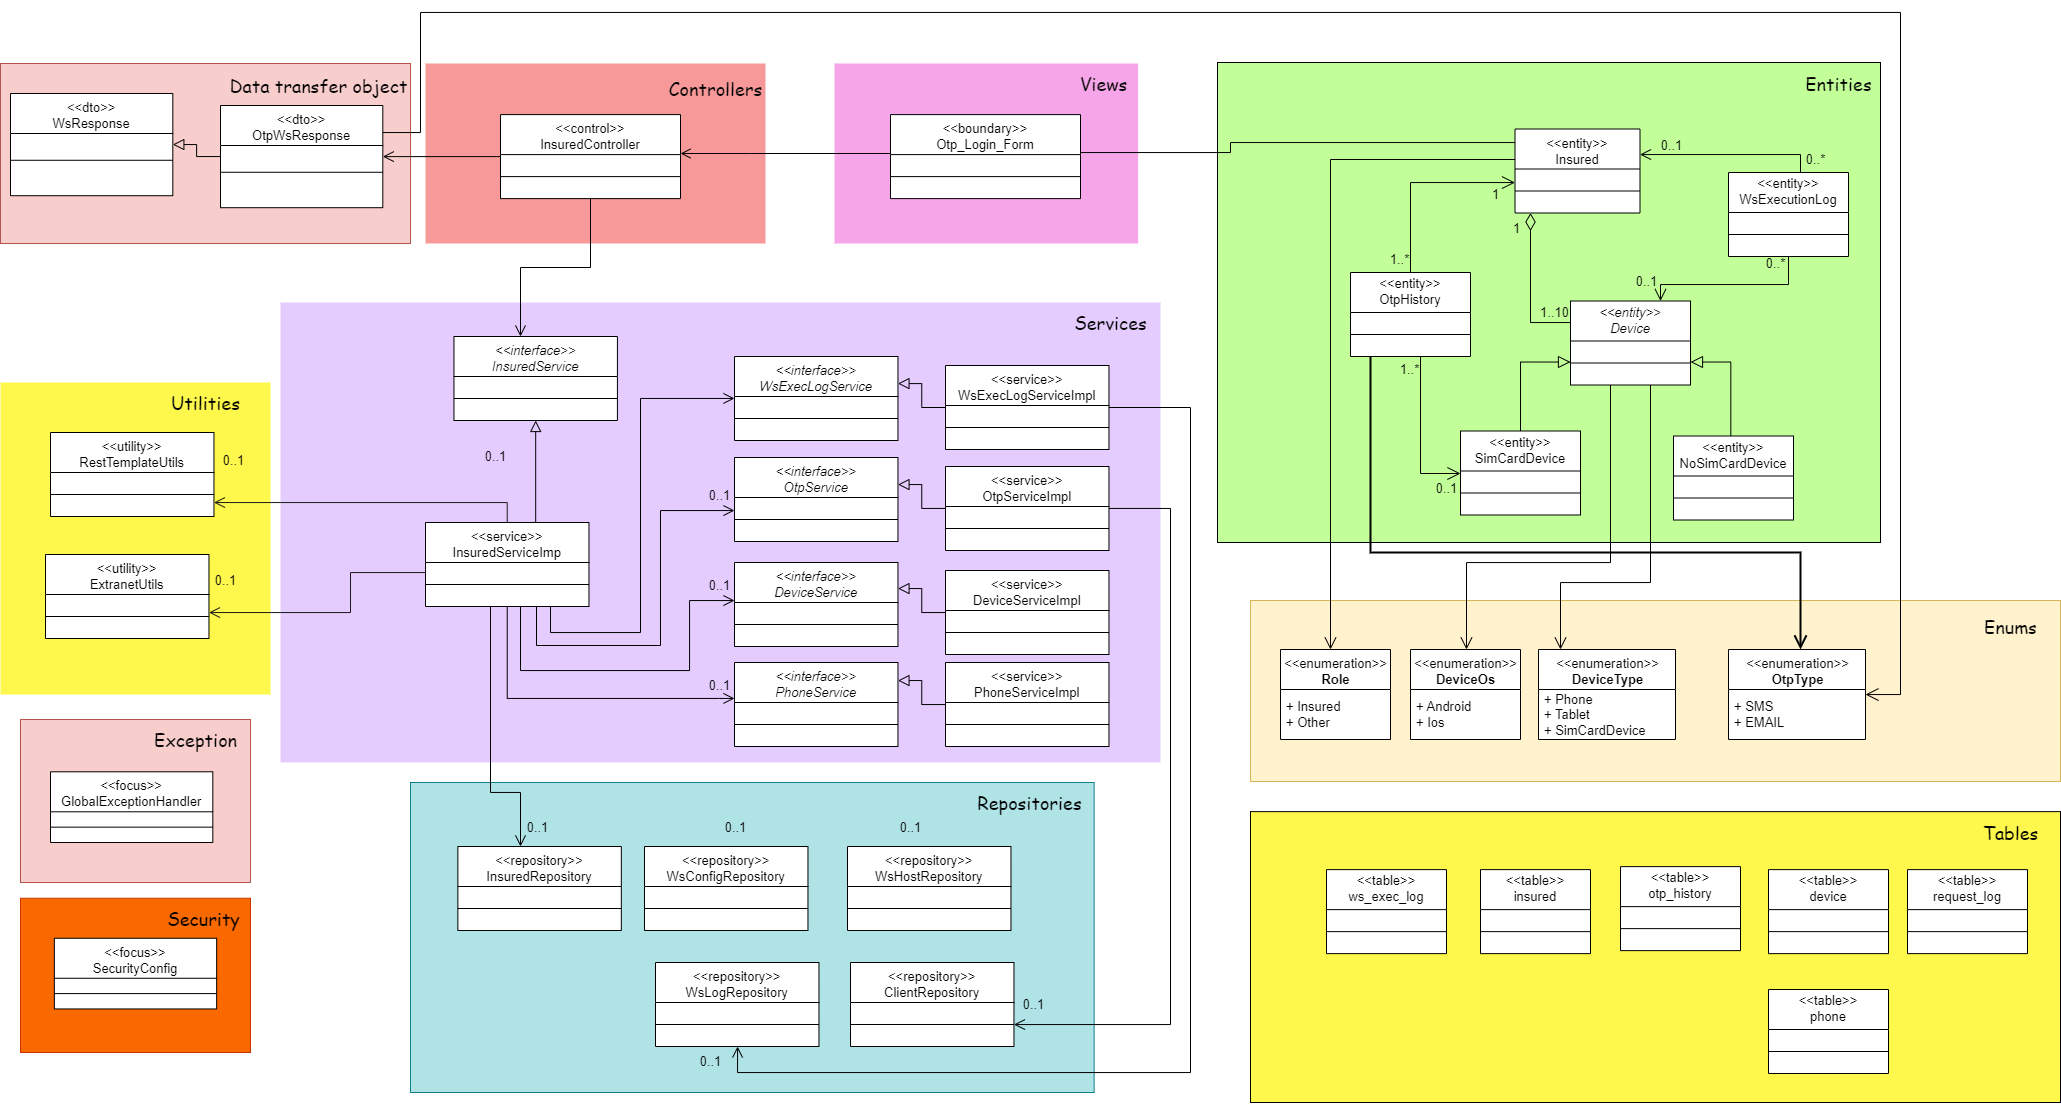 Data transfer object
<<dto>>
WsResponse
<<dto>>
OtpWsResponse
Controllers
<<control>>
InsuredController
Views
<<boundary>>
Otp_Login_Form
Entities
<<entity>>
Insured
0..1
0..*
<<entity>>
WsExecutionLog
1
1
1..*
<<entity>>
OtpHistory
0..*
0..1
1..10
<<entity>>
Device
1..*
<<entity>>
SimCardDevice
0..1
<<entity>>
NoSimCardDevice
Services
<<interface>>
InsuredService
0..1
<<service>>
InsuredServiceImp
<<interface>>
WsExecLogService
<<service>>
WsExecLogServiceImpl
0..1
<<interface>>
OtpService
<<service>>
OtpServiceImpl
0..1
<<interface>>
DeviceService
<<service>>
DeviceServiceImpl
0..1
<<interface>>
PhoneService
<<service>>
PhoneServiceImpl
Utilities
<<utility>>
RestTemplateUtils
0..1
<<utility>>
ExtranetUtils
0..1
Enums
<<enumeration>>
Role
+ Insured
+ Other
<<enumeration>>
DeviceOs
+ Android
+ Ios
<<enumeration>>
DeviceType
+ Phone
+ Tablet
+ SimCardDevice
<<enumeration>>
OtpType
+ SMS
+ EMAIL
Exception
<<focus>>
GlobalExceptionHandler
Security
<<focus>>
SecurityConfig
Repositories
0..1
0..1
0..1
<<repository>>
InsuredRepository
<<repository>>
WsConfigRepository
<<repository>>
WsHostRepository
<<repository>>
WsLogRepository
0..1
<<repository>>
ClientRepository
0..1
Tables
<<table>>
ws_exec_log
<<table>>
insured
<<table>>
otp_history
<<table>>
device
<<table>>
request_log
<<table>>
phone